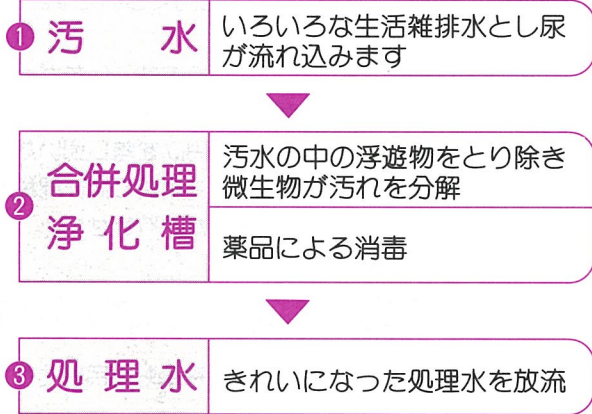 ❶ 汚 水
いろいろな生活雑排水とし尿
が流れ込みます
❷ 合併処理
浄 化 槽
汚水の中の浮遊物をとり除き
微生物が汚れを分解
薬品による消毒
❸ 処 理 水
きれいになった処理水を放流